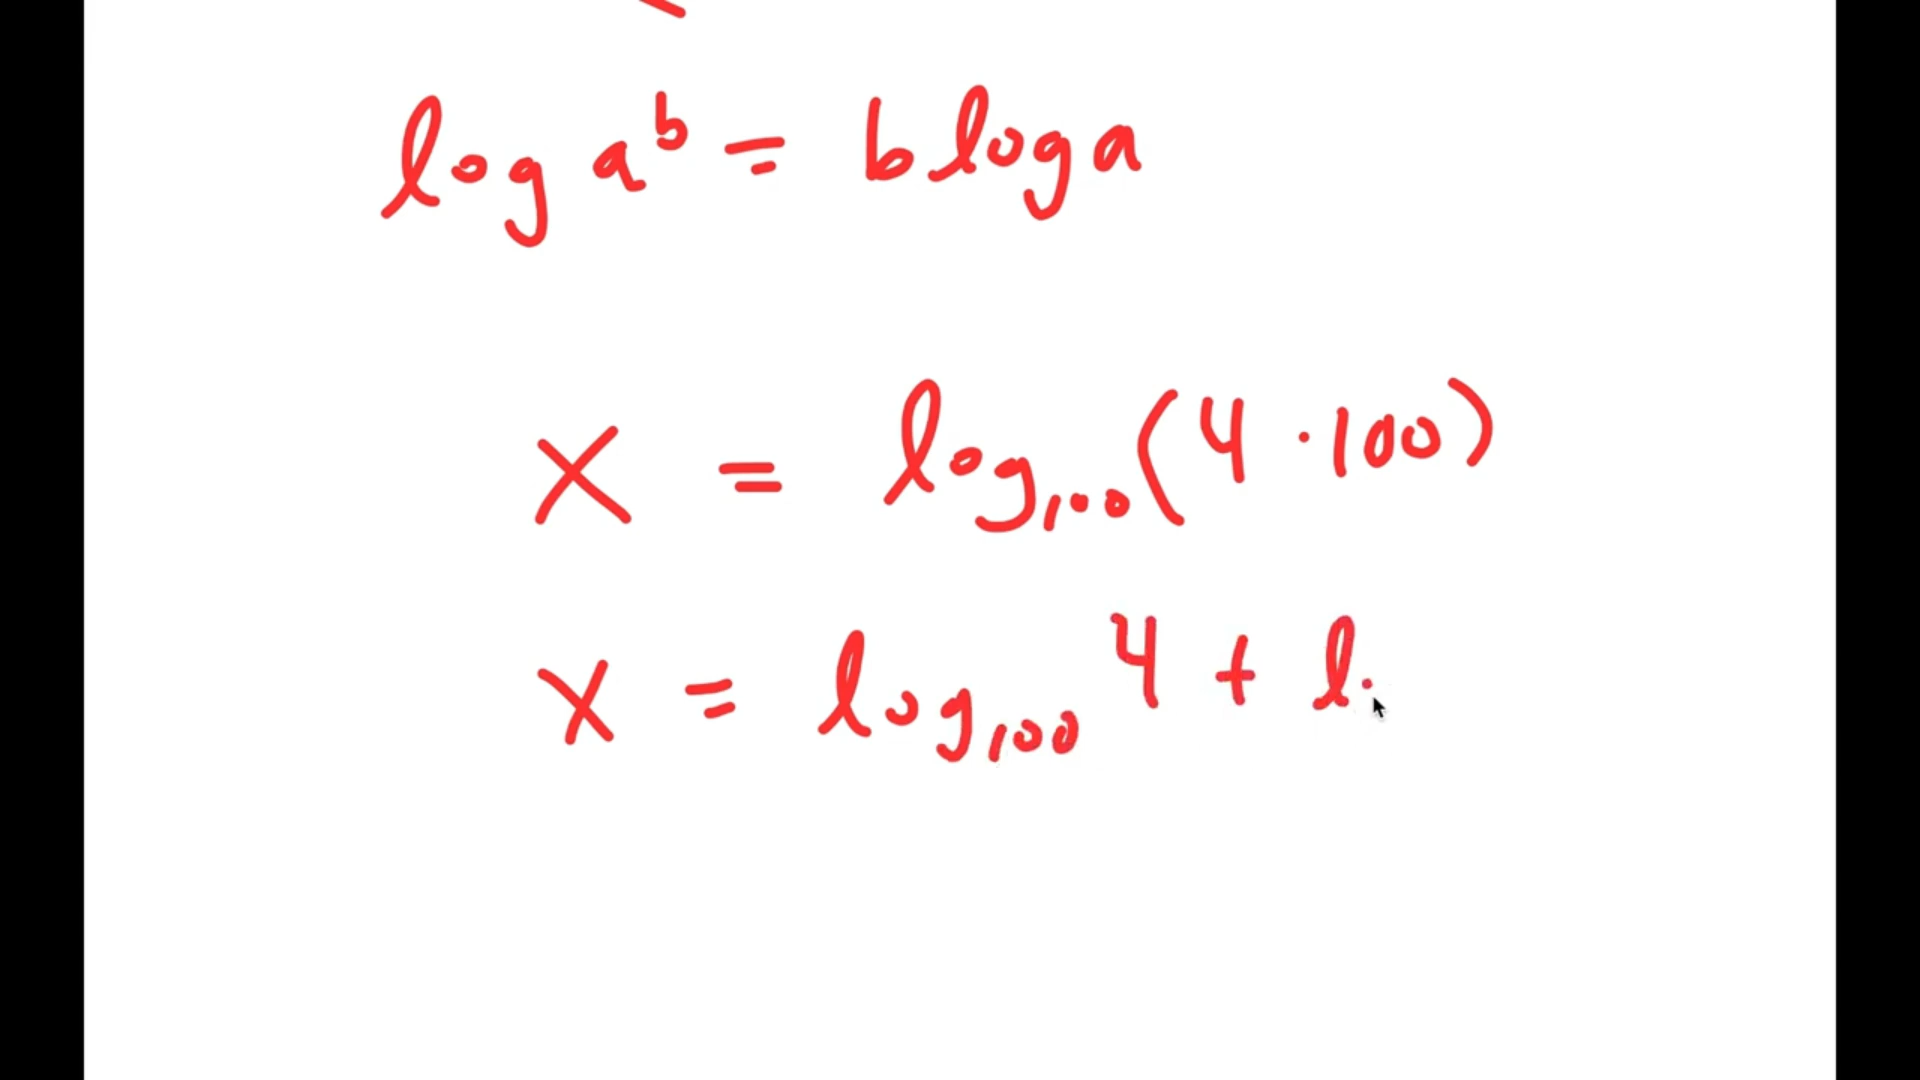 log a^b = b log a
x = log₁₀₀(4 · 100)
x = log₁₀₀ 4 + l